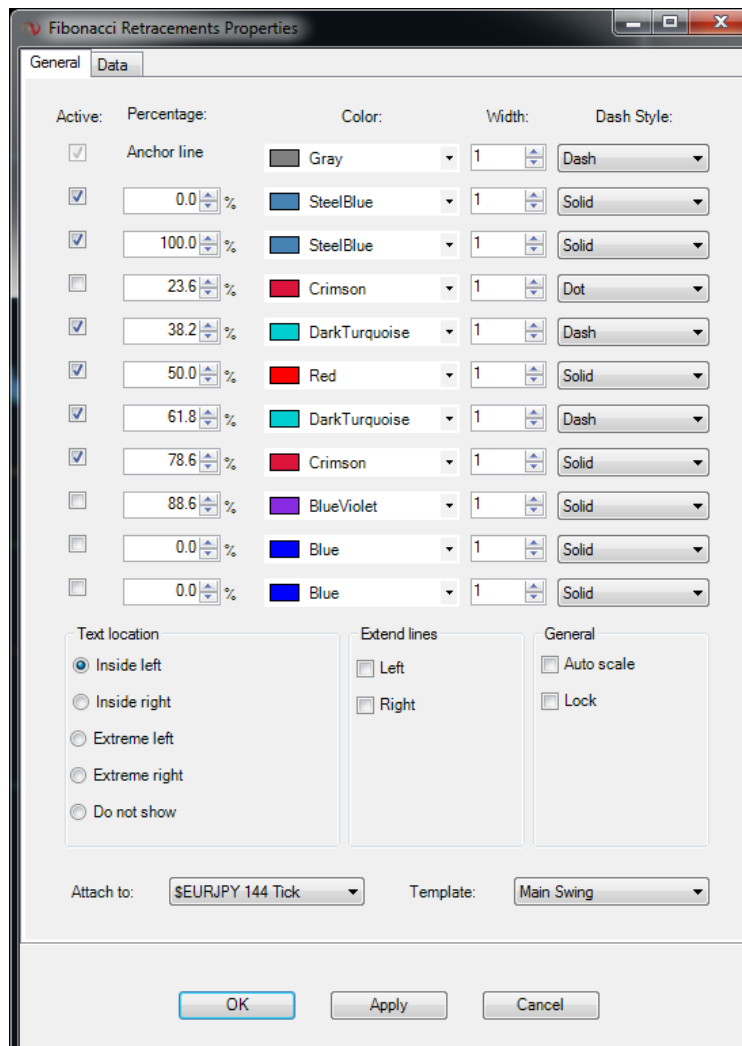 Fibonacci Retracements Properties
General Data
Active: Percentage: Color: Width: Dash Style:
Anchor line Gray 1 Dash
0.0 % SteelBlue 1 Solid
100.0 % SteelBlue 1 Solid
23.6 % Crimson 1 Dot
38.2 % DarkTurquoise 1 Dash
50.0 % Red 1 Solid
61.8 % DarkTurquoise 1 Dash
78.6 % Crimson 1 Solid
88.6 % BlueViolet 1 Solid
0.0 % Blue 1 Solid
0.0 % Blue 1 Solid
Text location Extend lines General
Inside left Left Auto scale
Inside right Right Lock
Extreme left
Extreme right
Do not show
Attach to: $EURJPY 144 Tick Template: Main Swing
OK Apply Cancel